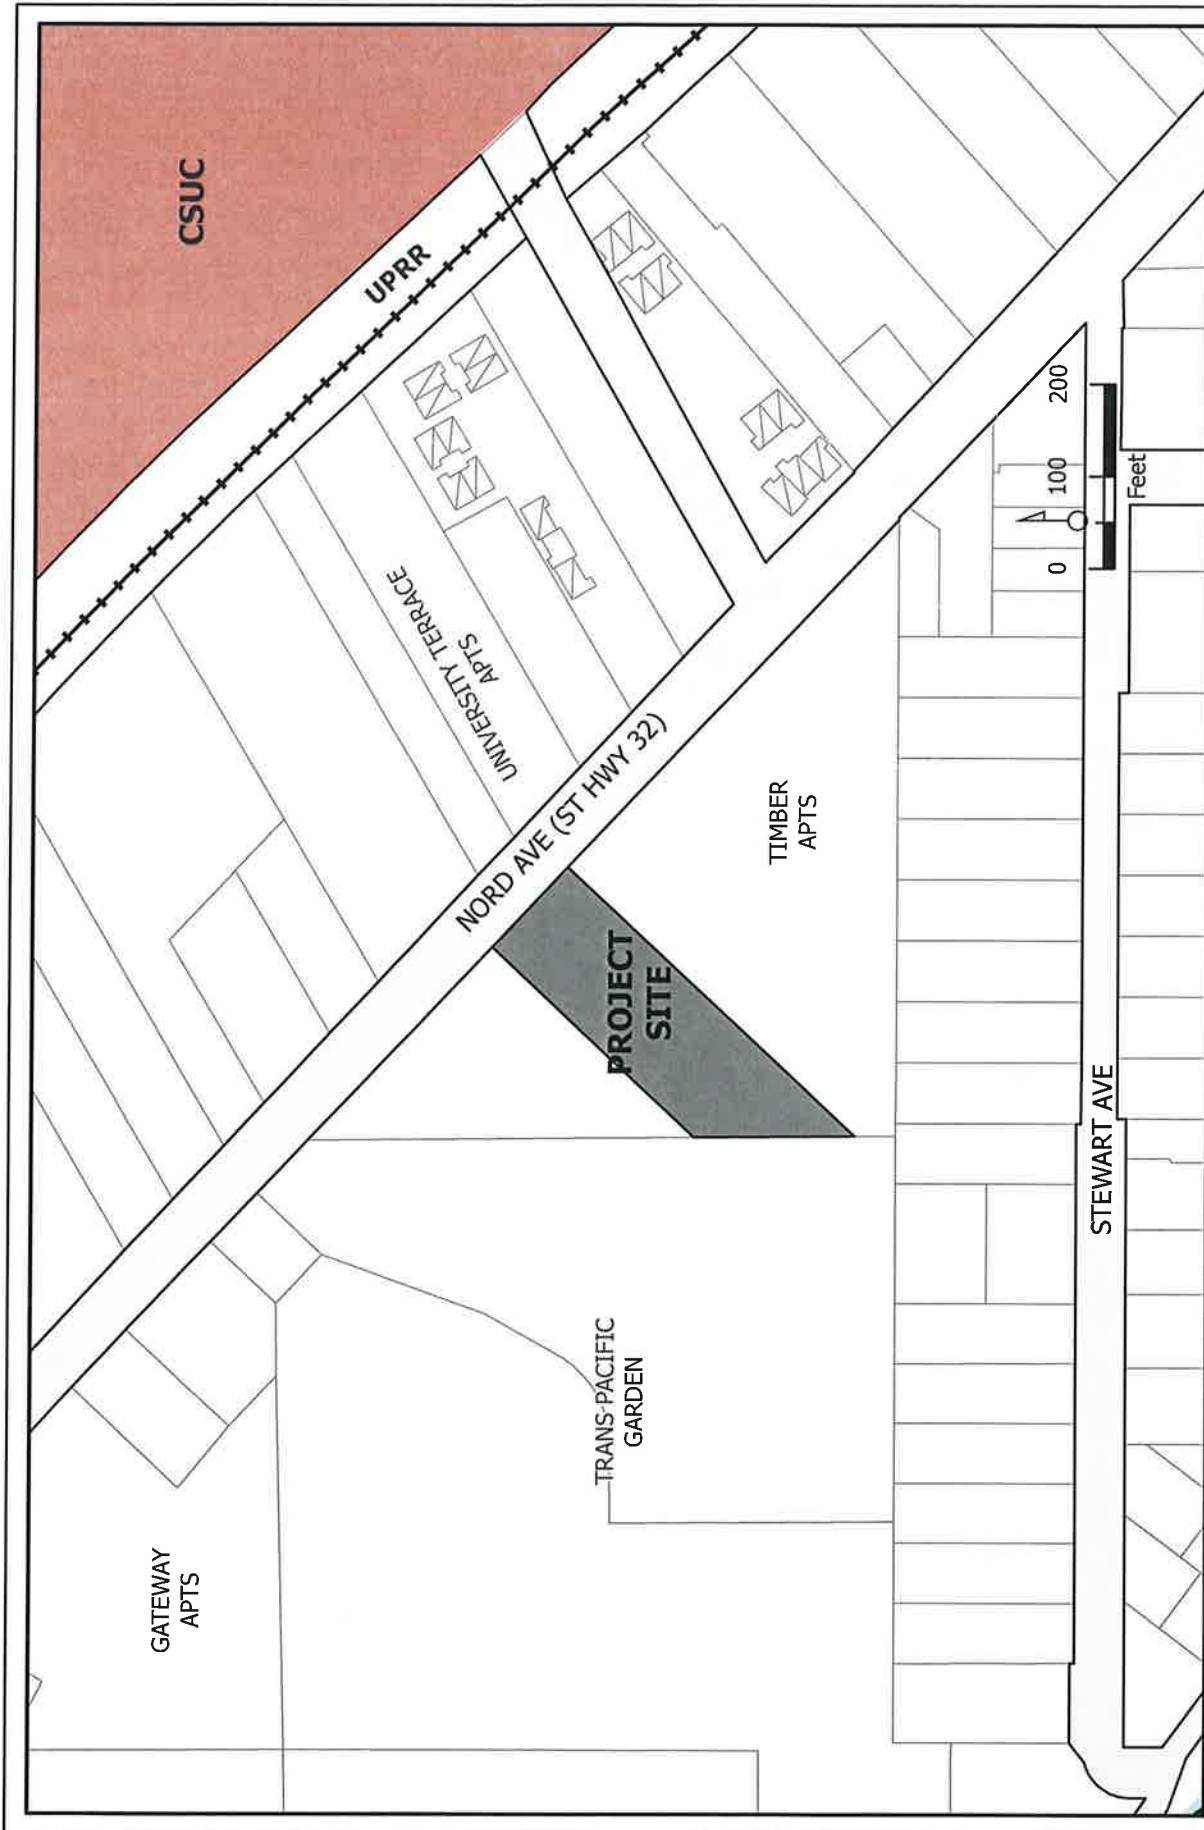 CSUC
UPRR
UNIVERSITY TERRACE
APTS
NORD AVE (ST HWY 32)
PROJECT
SITE
TIMBER
APTS
GATEWAY
APTS
TRANS-PACIFIC
GARDEN
STEWART AVE
0 100 200
Feet